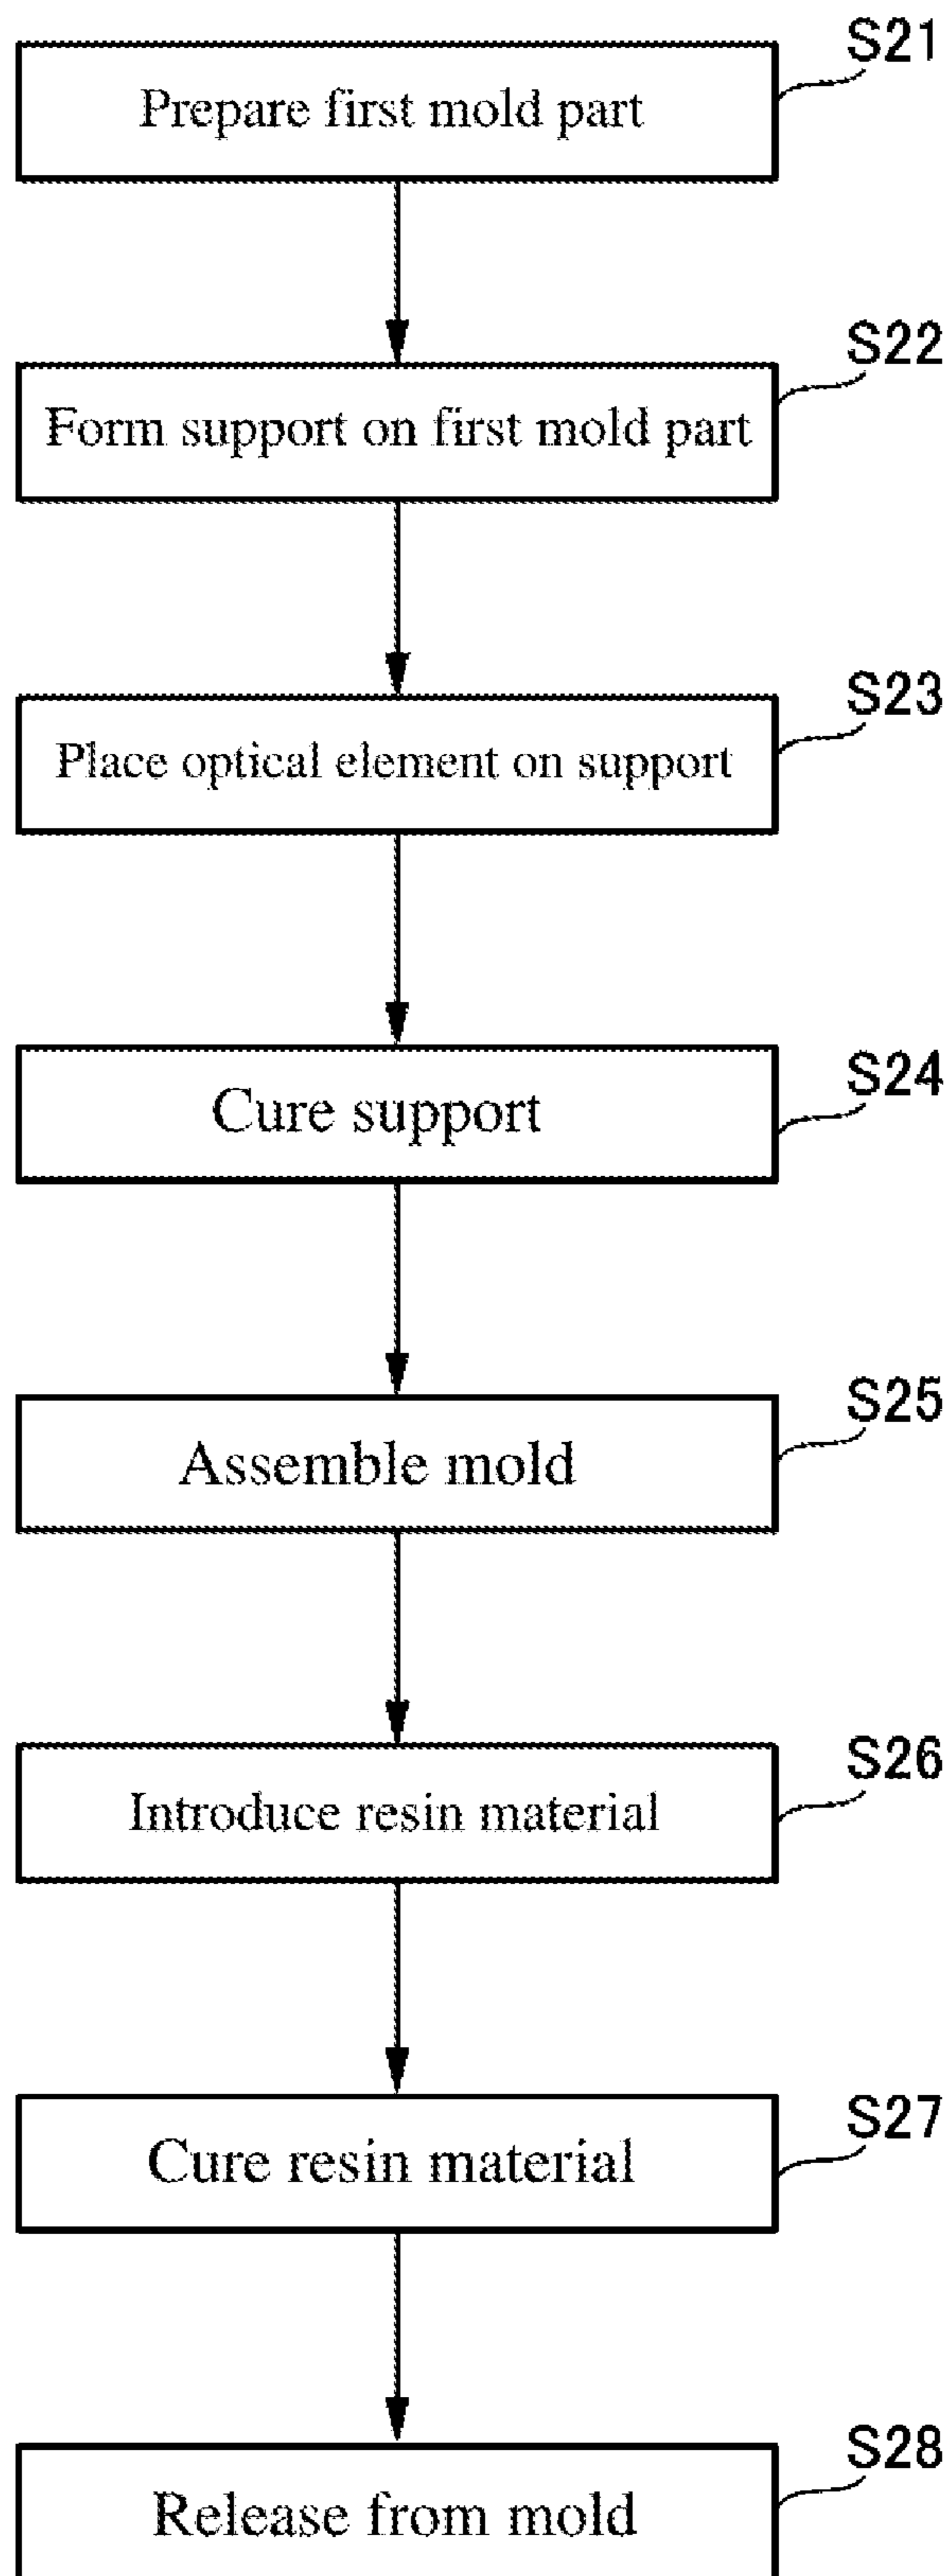 S21
Prepare first mold part
S22
Form support on first mold part
S23
Place optical element on support
S24
Cure support
S25
Assemble mold
S26
Introduce resin material
S27
Cure resin material
S28
Release from mold